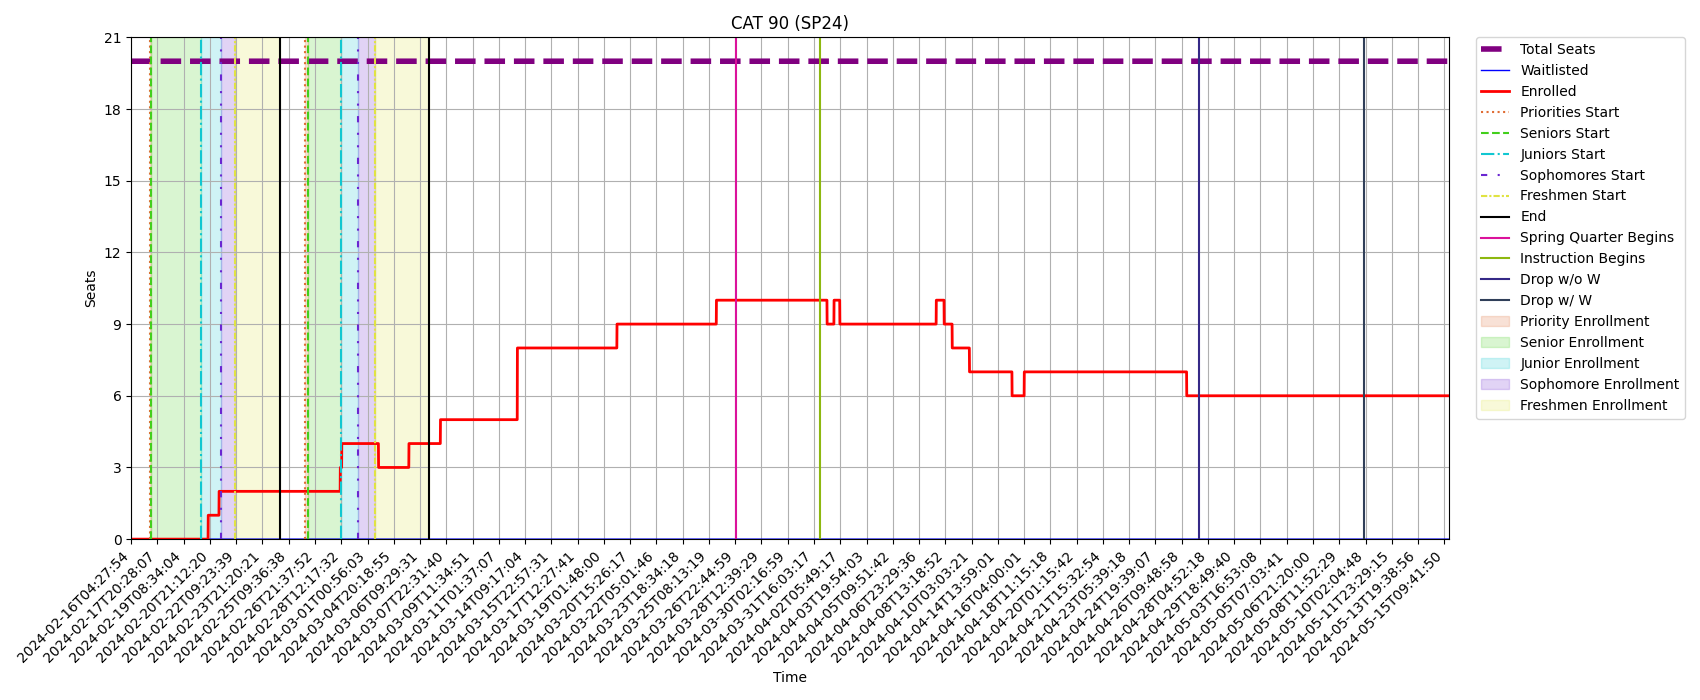 CAT 90 (SP24)
21
18
15
12
9
6
3
0
Seats
2024-02-16T04:27:54
2024-02-17T20:28:07
2024-02-19T08:34:04
2024-02-20T11:12:20
2024-02-22T09:23:39
2024-02-23T21:20:21
2024-02-25T09:36:38
2024-02-26T21:37:52
2024-02-28T12:17:32
2024-03-01T00:56:03
2024-03-04T20:18:55
2024-03-06T09:29:31
2024-03-07T22:31:40
2024-03-09T11:34:51
2024-03-11T01:37:07
2024-03-14T09:17:04
2024-03-15T22:57:31
2024-03-17T12:27:41
2024-03-19T01:48:00
2024-03-20T15:26:17
2024-03-22T05:01:46
2024-03-23T18:34:18
2024-03-25T08:13:19
2024-03-26T22:44:59
2024-03-28T12:39:29
2024-03-30T02:16:59
2024-03-31T16:03:17
2024-04-02T05:49:17
2024-04-03T19:54:03
2024-04-05T09:51:42
2024-04-06T23:29:36
2024-04-08T13:18:52
2024-04-10T03:03:21
2024-04-14T13:59:01
2024-04-16T04:00:01
2024-04-18T11:15:18
2024-04-20T01:15:42
2024-04-21T15:32:54
2024-04-23T05:39:18
2024-04-24T19:39:07
2024-04-26T09:48:58
2024-04-28T04:52:18
2024-04-29T18:49:40
2024-05-03T16:53:08
2024-05-05T07:03:41
2024-05-06T21:20:00
2024-05-08T11:52:29
2024-05-10T02:04:48
2024-05-11T23:29:15
2024-05-13T19:38:56
2024-05-15T09:41:50
Time
Total Seats
Waitlisted
Enrolled
Priorities Start
Seniors Start
Juniors Start
Sophomores Start
Freshmen Start
End
Spring Quarter Begins
Instruction Begins
Drop w/o W
Drop w/ W
Priority Enrollment
Senior Enrollment
Junior Enrollment
Sophomore Enrollment
Freshmen Enrollment